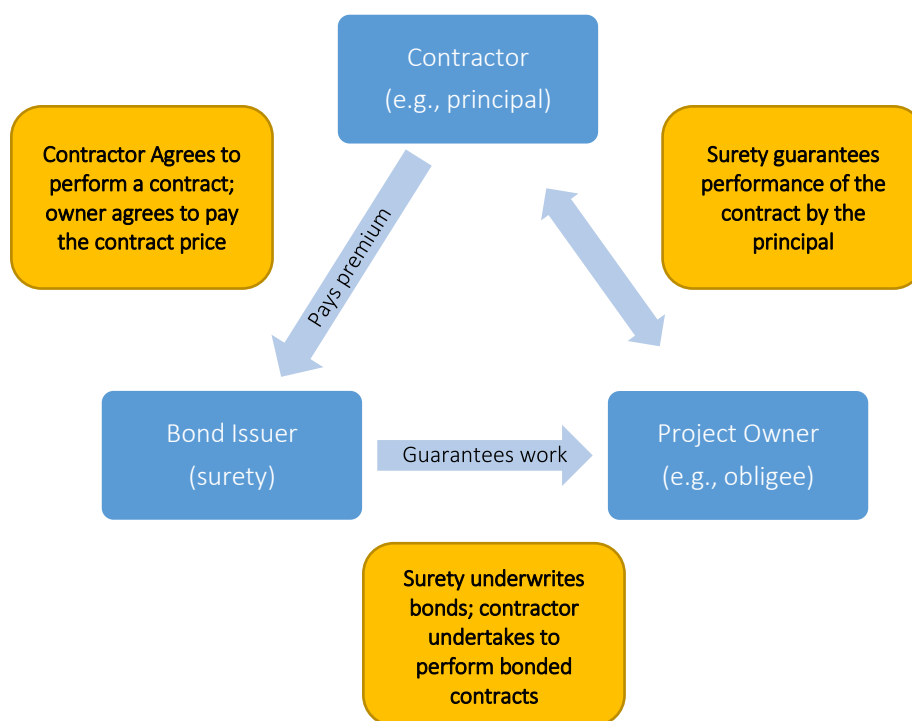 Contractor
(e.g., principal)
Contractor Agrees to
perform a contract;
owner agrees to pay
the contract price
Surety guarantees
performance of the
contract by the
principal
Pays premium
Bond Issuer
(surety)
Guarantees work
Project Owner
(e.g., obligee)
Surety underwrites
bonds; contractor
undertakes to
perform bonded
contracts